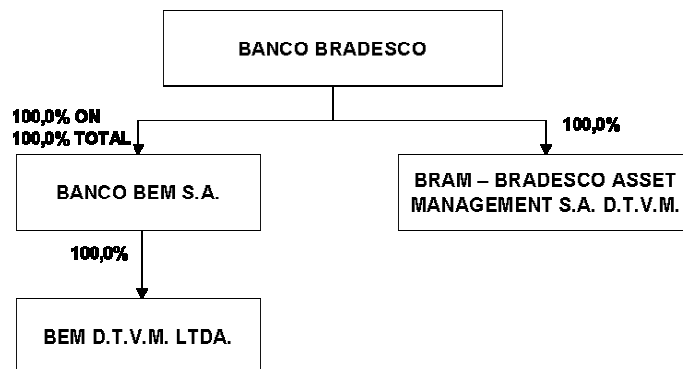 BANCO BRADESCO
100,0% ON
100,0% TOTAL
100,0%
BANCO BEM S.A.
BRAM – BRADESCO ASSET
MANAGEMENT S.A. D.T.V.M.
100,0%
BEM D.T.V.M. LTDA.